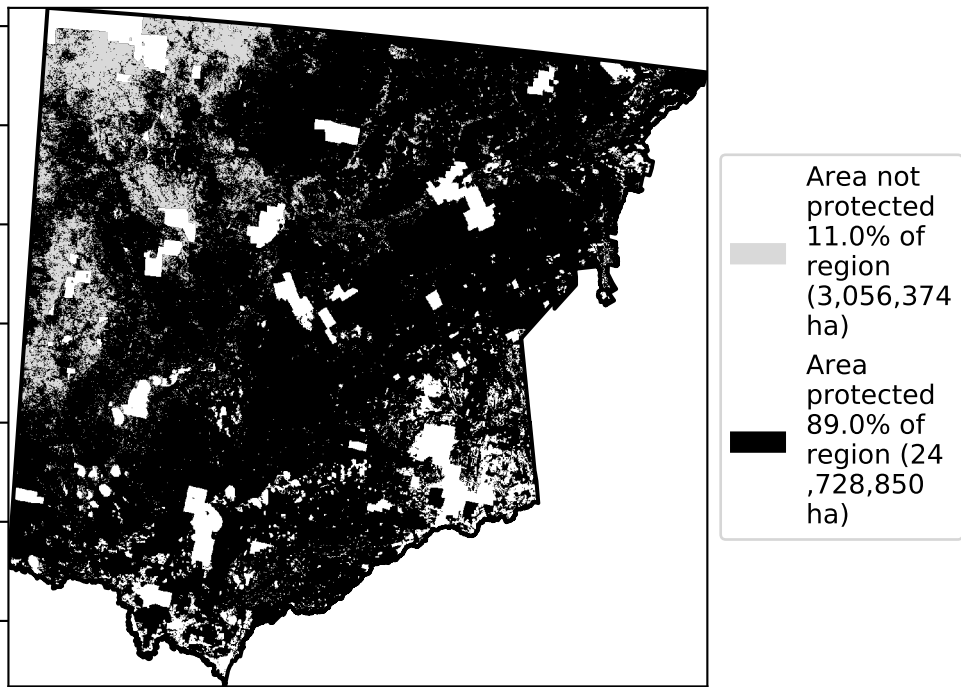 Area not
protected
11.0% of
region
(3,056,374
ha)
Area
protected
89.0% of
region (24
,728,850
ha)